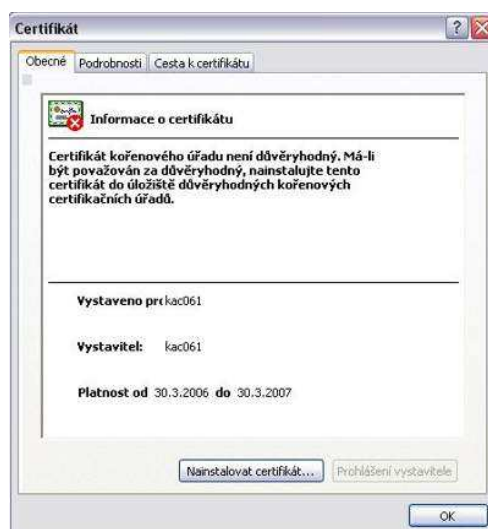 Certifikát
Obecné Podrobnosti Cesta k certifikátu
Informace o certifikátu
Certifikát kořenového úřadu není důvěryhodný. Má-li
být považován za důvěryhodný, nainstalujte tento
certifikát do úložiště důvěryhodných kořenových
certifikačních úřadů.
Vystaveno pro kac061
Vystavitel: kac061
Platnost od 30.3.2006 do 30.3.2007
Nainstalovat certifikát... Prohlášení vystavitele
OK